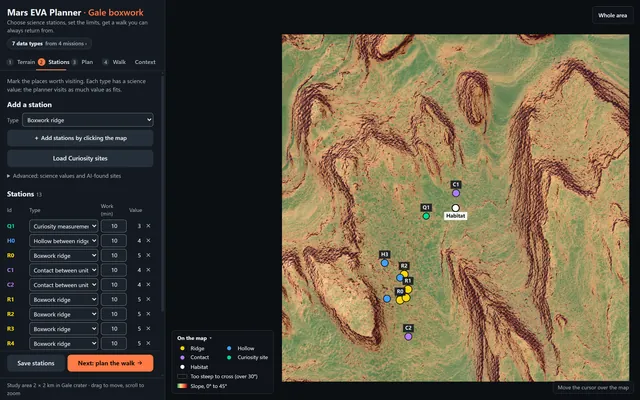 Mars EVA Planner · Gale boxwork
Choose science stations, set the limits, get a walk you can
always return from.
7 data types from 4 missions ›
1 Terrain 2 Stations 3 Plan 4 Walk Context
Mark the places worth visiting. Each type has a science
value: the planner visits as much value as fits.
Add a station
Type Boxwork ridge
+ Add stations by clicking the map
Load Curiosity sites
Advanced: science values and AI-found sites
Stations 13
Id Type Work (min) Value
Q1 Curiosity measureme 10 3 ×
H0 Hollow between ridge 10 4 ×
R0 Boxwork ridge 10 5 ×
C1 Contact between unit 10 4 ×
C2 Contact between unit 10 4 ×
R1 Boxwork ridge 10 5 ×
R2 Boxwork ridge 10 5 ×
R3 Boxwork ridge 10 5 ×
R4 Boxwork ridge 10 5 ×
Save stations
Next: plan the walk →
Study area 2 × 2 km in Gale crater · drag to move, scroll to
zoom
Whole area
C1
Q1
Habitat
H3
R2
R1
R0
C2
On the map
Ridge Hollow
Contact Curiosity site
Habitat
Too steep to cross (over 30°)
Slope, 0° to 45°
Move the cursor over the map